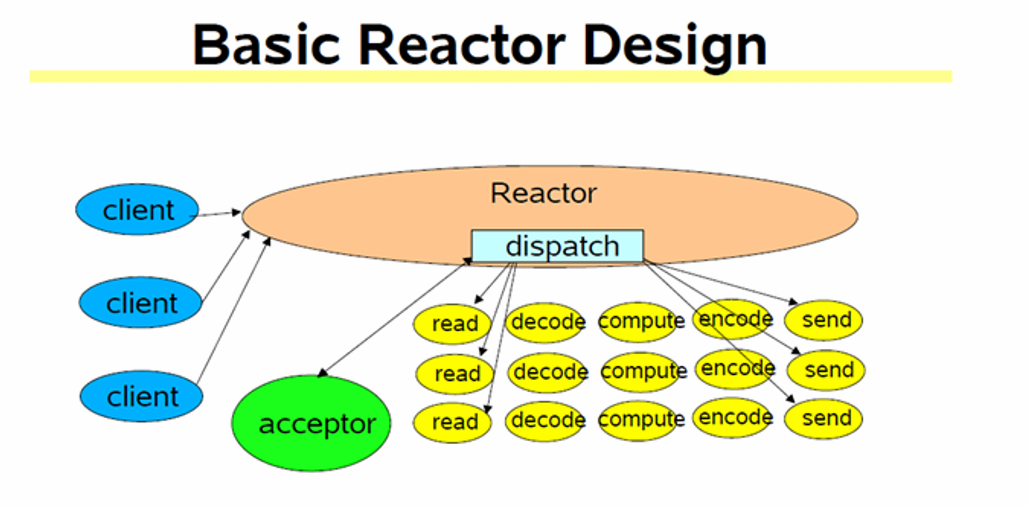 Basic Reactor Design
Reactor
client
dispatch
client
read decode compute encode send
read decode compute encode send
client
acceptor
read decode compute encode send